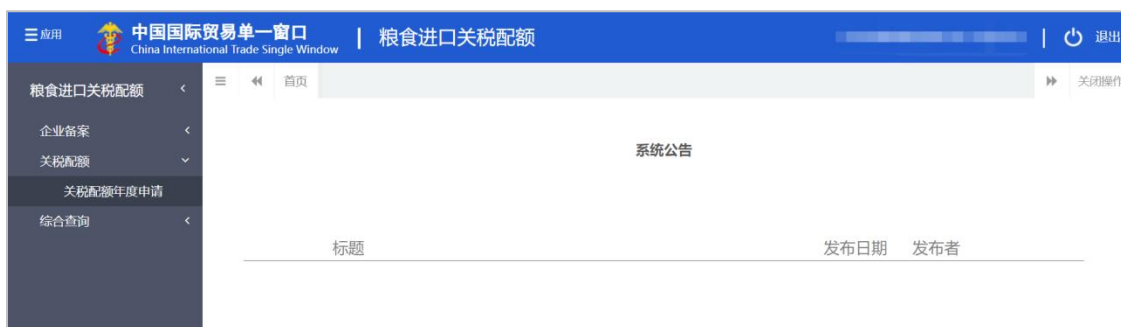 应用
中国国际贸易单一窗口
China International Trade Single Window
粮食进口关税配额
退出
粮食进口关税配额
首页
关闭操作
企业备案
关税配额
关税配额年度申请
综合查询
系统公告
标题 发布日期 发布者